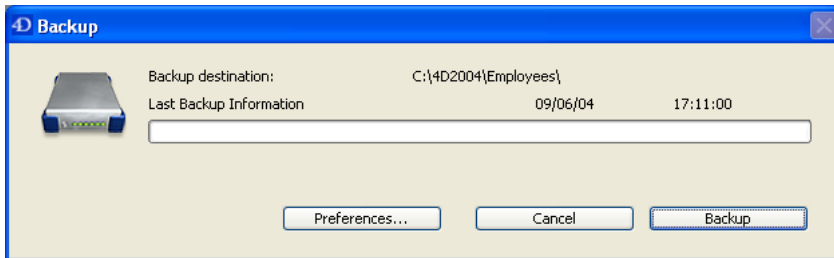 4D Backup
Backup destination: C:\4D2004\Employees\
Last Backup Information 09/06/04 17:11:00
Preferences... Cancel Backup